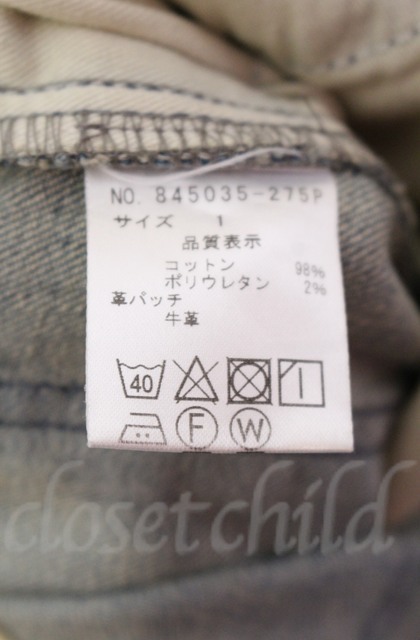 NO. 845035-275P
サイズ 1
品質表示
コットン 98%
ポリウレタン 2%
革パッチ
牛革
40
F W
closet child